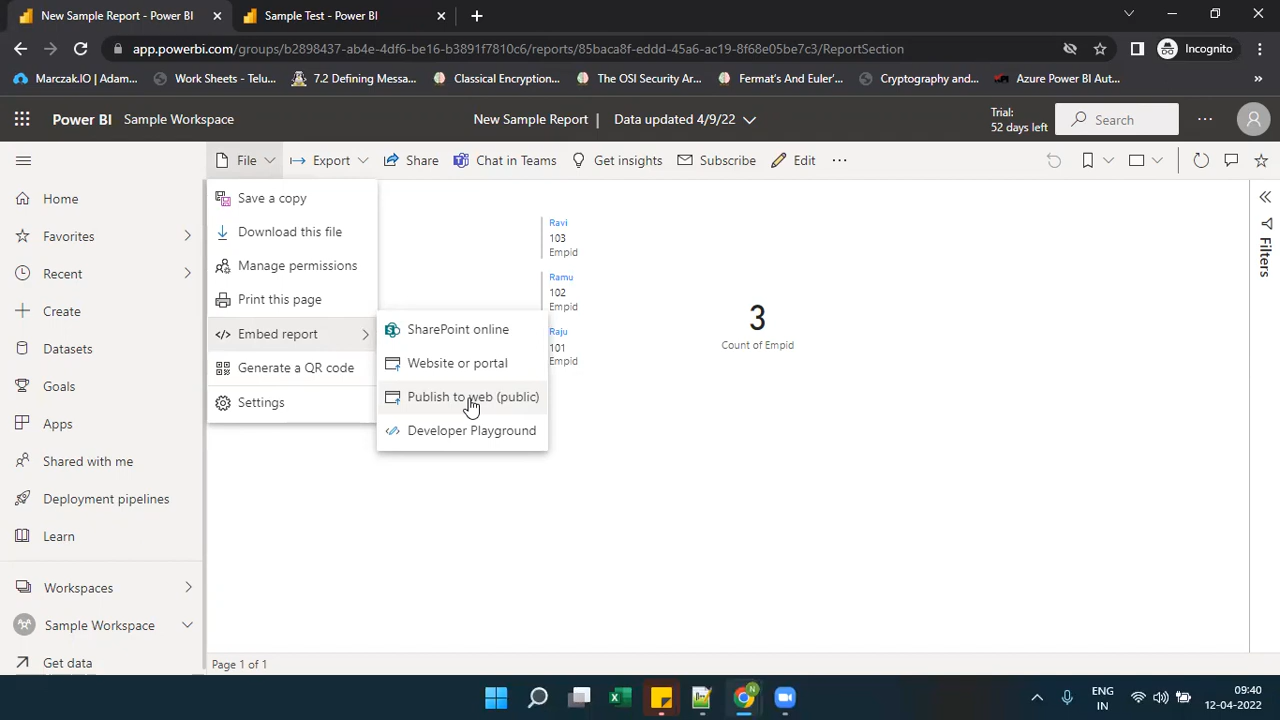 New Sample Report - Power BI
Sample Test - Power BI
app.powerbi.com/groups/b2898437-ab4e-4df6-be16-b3891f7810c6/reports/85baca8f-eddd-45a6-ac19-8f68e05be7c3/ReportSection
Incognito
Marczak.IO | Adam...
Work Sheets - Telu...
7.2 Defining Messa...
Classical Encryption...
The OSI Security Ar...
Fermat's And Euler'...
Cryptography and...
Azure Power BI Aut...
Power BI
Sample Workspace
New Sample Report
Data updated 4/9/22
Trial:
52 days left
Search
File
Export
Share
Chat in Teams
Get insights
Subscribe
Edit
Home
Favorites
Recent
Create
Datasets
Goals
Apps
Shared with me
Deployment pipelines
Learn
Workspaces
Sample Workspace
Get data
Save a copy
Download this file
Manage permissions
Print this page
Embed report
Generate a QR code
Settings
SharePoint online
Website or portal
Publish to web (public)
Developer Playground
Ravi
103
Empid
Ramu
102
Empid
Raju
101
Empid
3
Count of Empid
Filters
Page 1 of 1
ENG
IN
09:40
12-04-2022